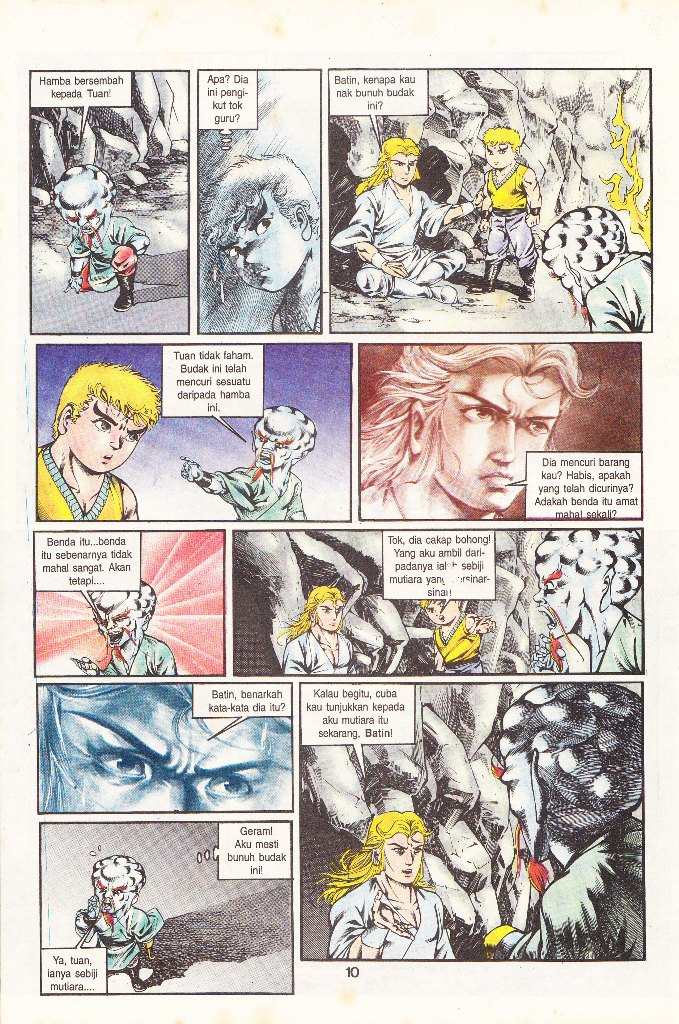 Hamba bersembah
kepada Tuan!
Apa? Dia
ini pengi-
kut tok
guru?
Batin, kenapa kau
nak bunuh budak
ini?
Tuan tidak faham.
Budak ini telah
mencuri sesuatu
daripada hamba
ini.
Dia mencuri barang
kau? Habis, apakah
yang telah dicurinya?
Adakah benda itu amat
mahal sekali?
Benda itu...benda
itu sebenarnya tidak
mahal sangat. Akan
tetapi....
Tok, dia cakap bohong!
Yang aku ambil dari-
padanya ialah sebiji
mutiara yang
sinar!
Batin, benarkah
kata-kata dia itu?
Kalau begitu, cuba
kau tunjukkan kepada
aku mutiara itu
sekarang, Batin!
Geram!
Aku mesti
bunuh budak
ini!
Ya, tuan,
ianya sebiji
mutiara....
10